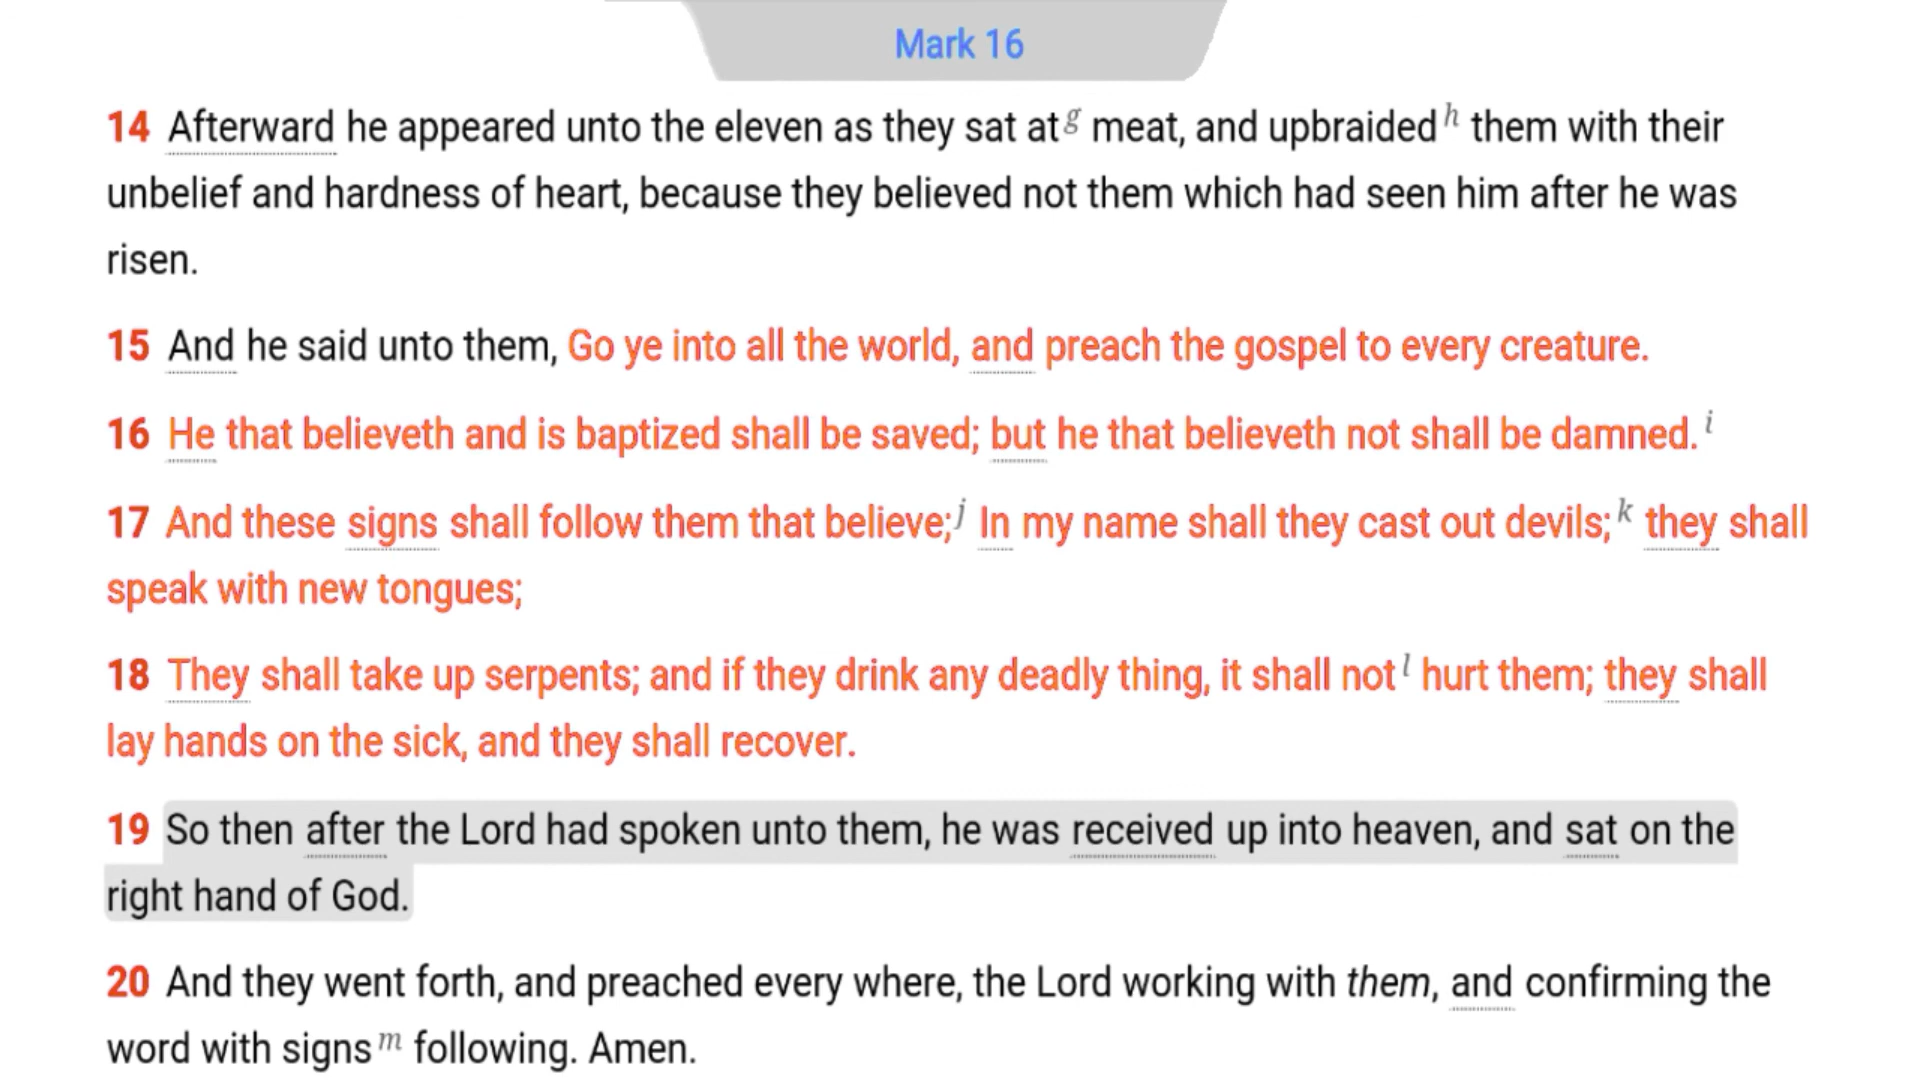 Mark 16
14 Afterward he appeared unto the eleven as they sat at g meat, and upbraided h them with their
unbelief and hardness of heart, because they believed not them which had seen him after he was
risen.
15 And he said unto them, Go ye into all the world, and preach the gospel to every creature.
16 He that believeth and is baptized shall be saved; but he that believeth not shall be damned. i
17 And these signs shall follow them that believe; j In my name shall they cast out devils; k they shall
speak with new tongues;
18 They shall take up serpents; and if they drink any deadly thing, it shall not l hurt them; they shall
lay hands on the sick, and they shall recover.
19 So then after the Lord had spoken unto them, he was received up into heaven, and sat on the
right hand of God.
20 And they went forth, and preached every where, the Lord working with them, and confirming the
word with signs m following. Amen.